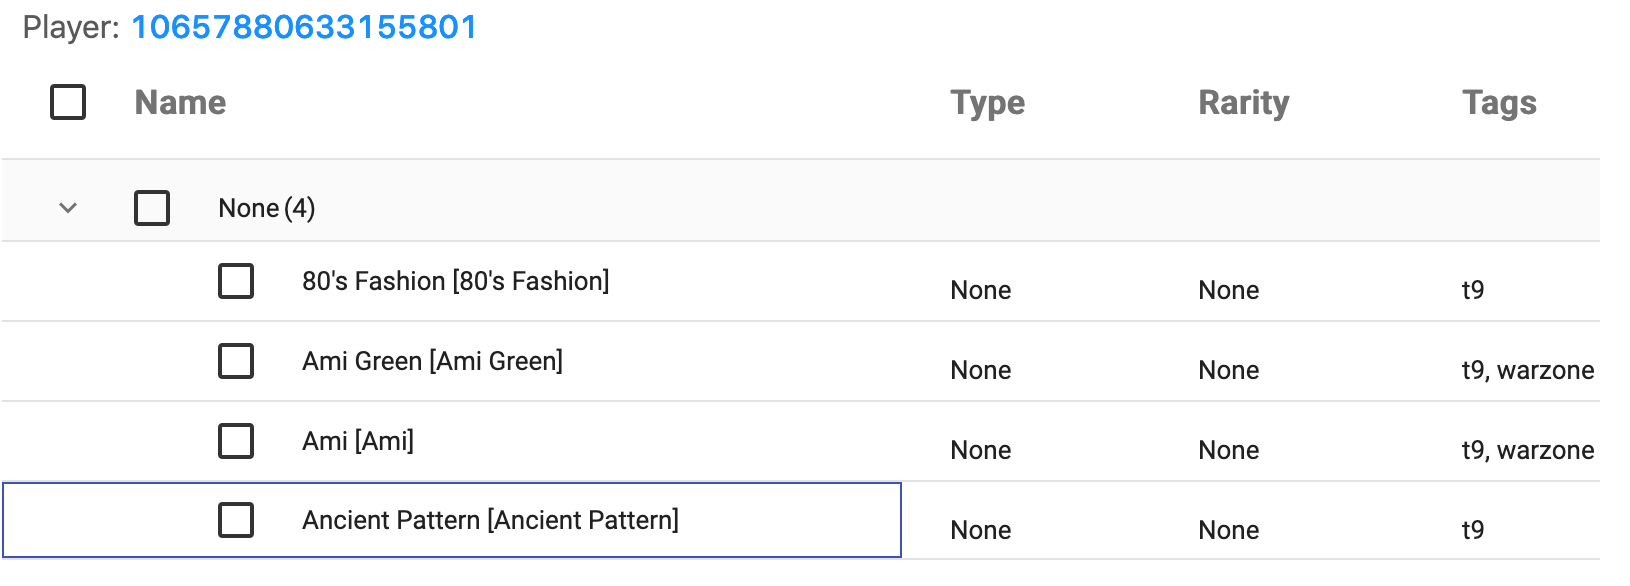 Player: 10657880633155801
Name Type Rarity Tags
None (4)
80's Fashion [80's Fashion] None None t9
Ami Green [Ami Green] None None t9, warzone
Ami [Ami] None None t9, warzone
Ancient Pattern [Ancient Pattern] None None t9